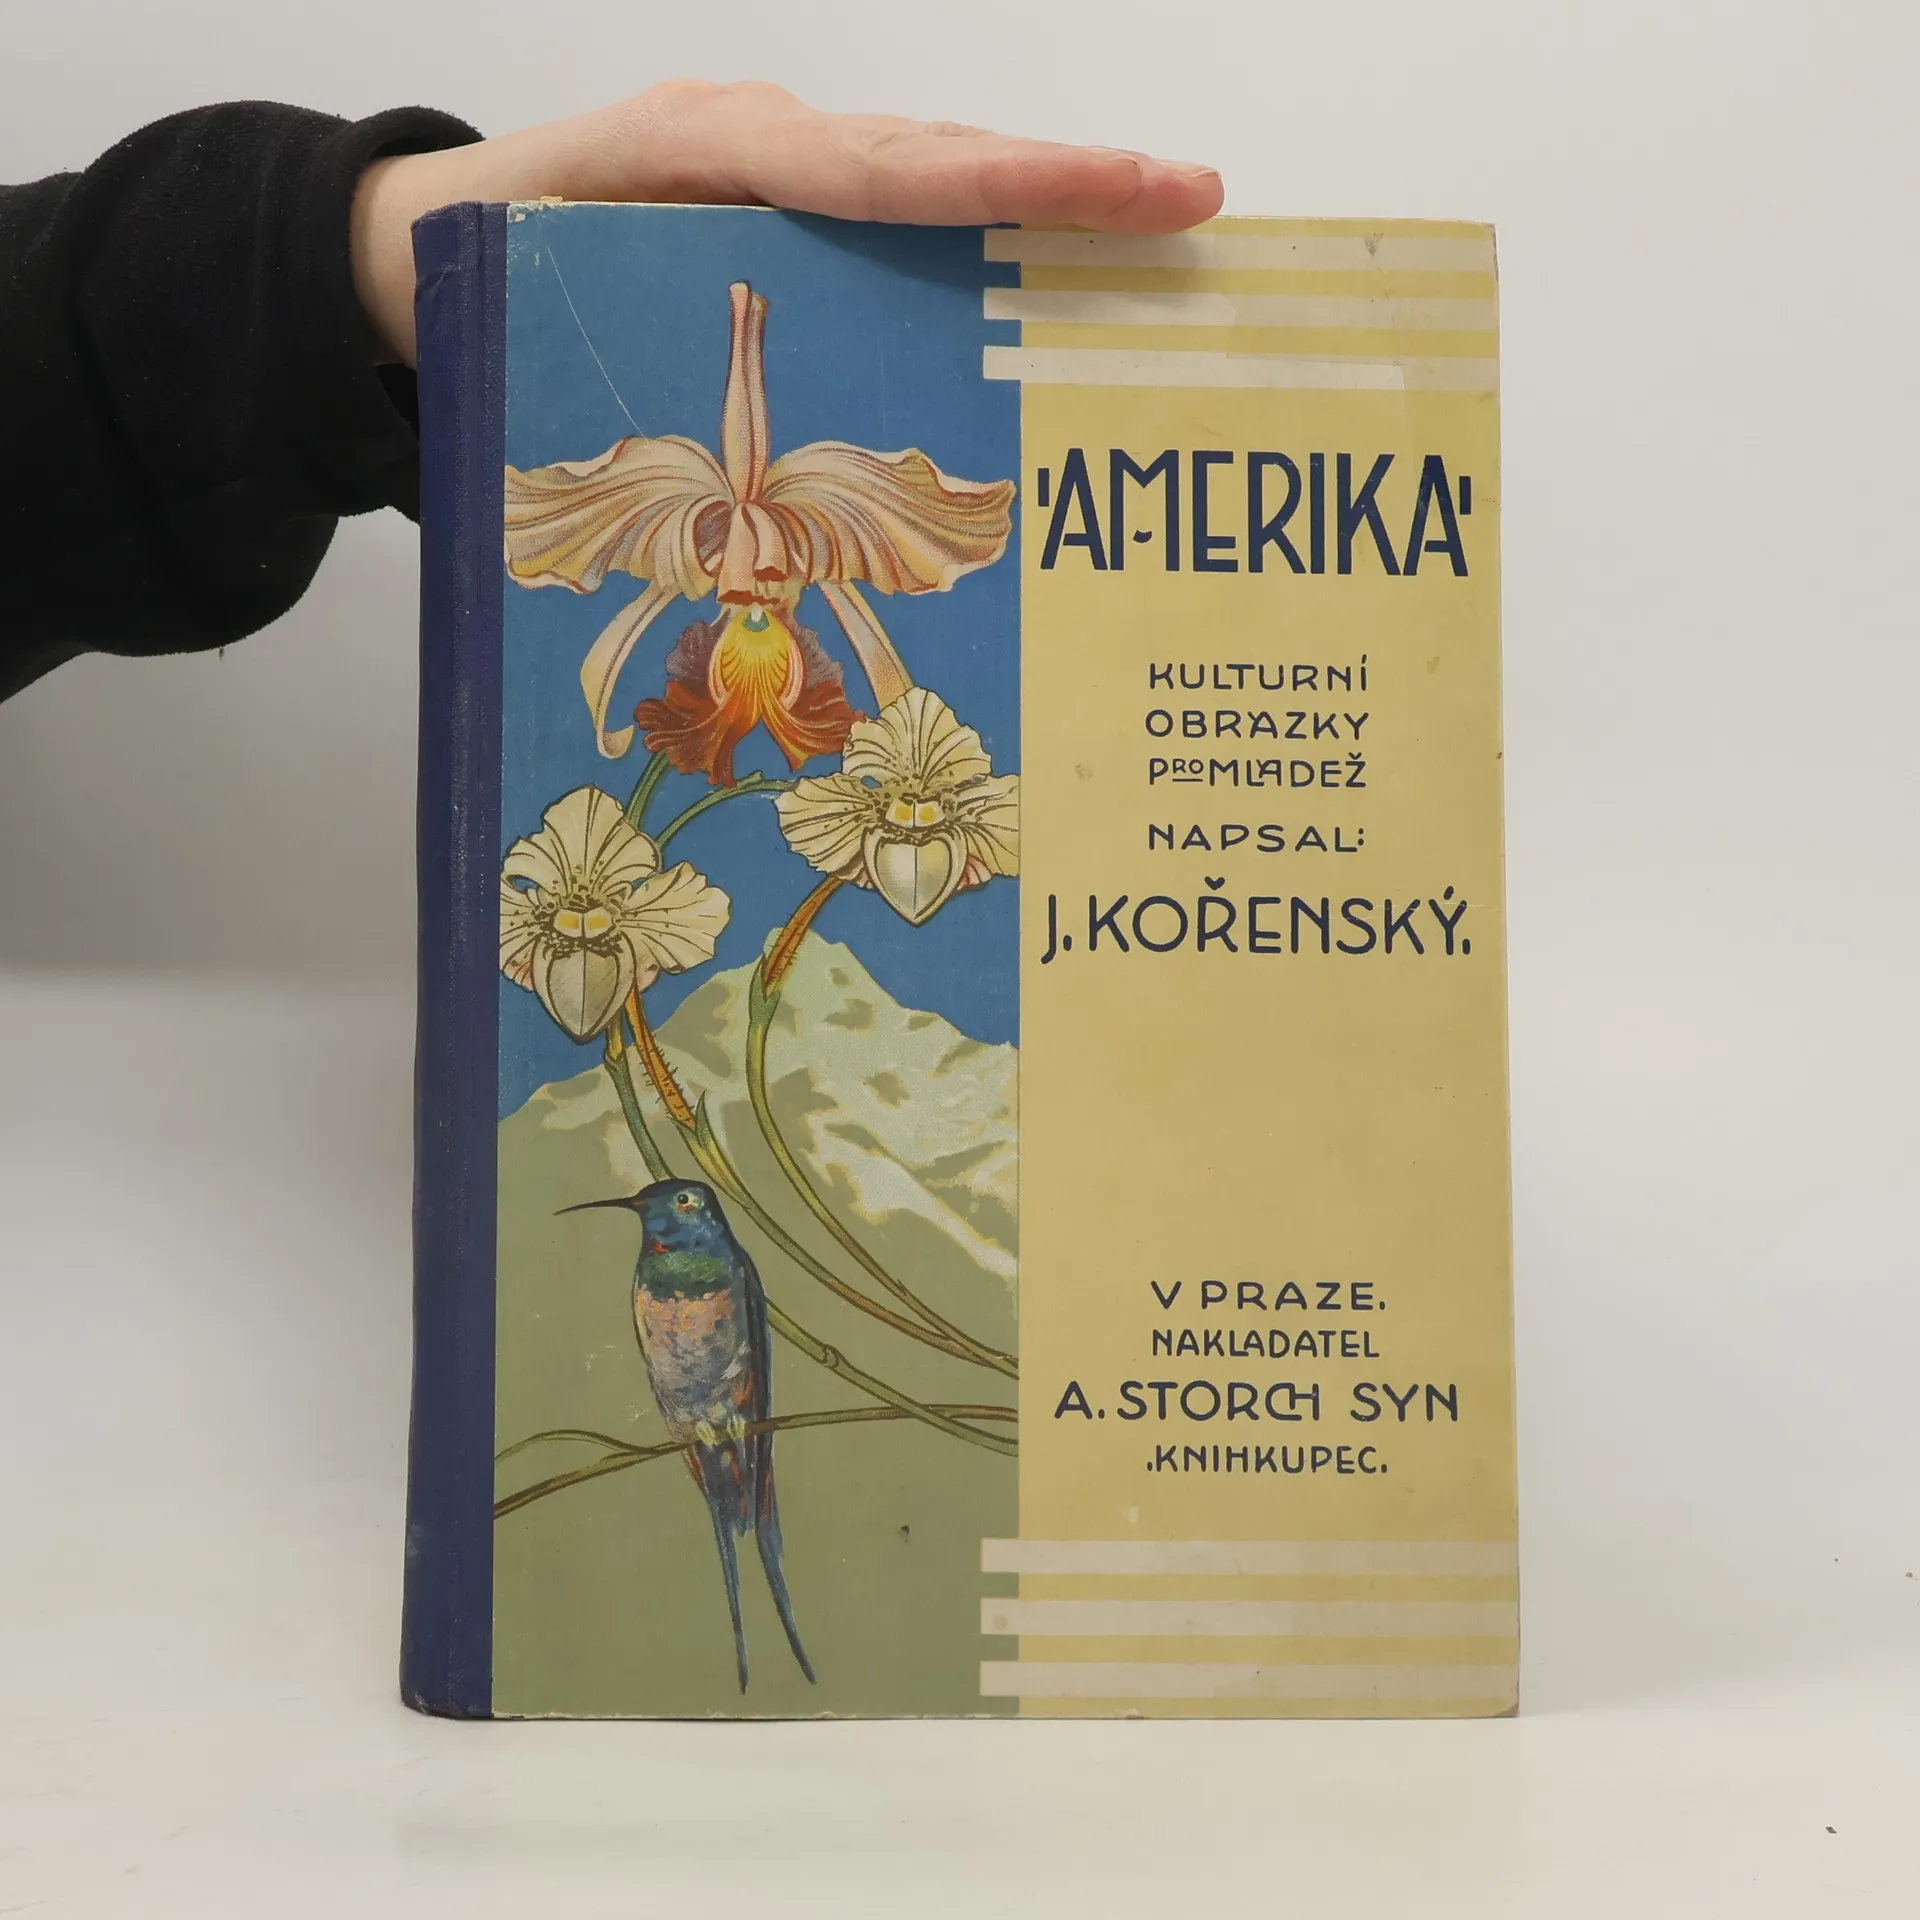 AMERIKA
KULTURNÍ
OBRÁZKY
PRO MLÁDEŽ
NAPSAL:
J. KOŘENSKÝ.
V PRAZE.
NAKLADATEL
A. STORCH SYN
.KNIHKUPEC.